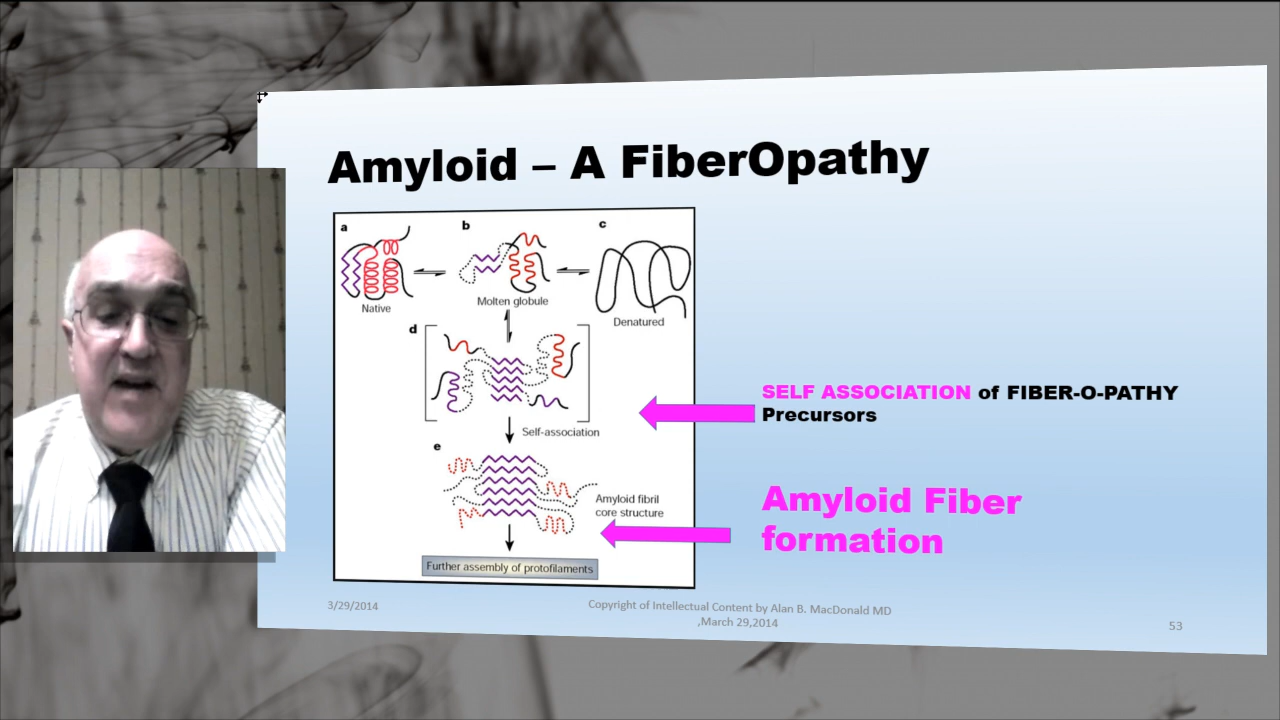 Amyloid – A FiberOpathy
a
b
c
Native
Molten globule
Denatured
d
Self-association
e
Amyloid fibril
core structure
Further assembly of protofilaments
SELF ASSOCIATION of FIBER-O-PATHY
Precursors
Amyloid Fiber
formation
3/29/2014
Copyright of Intellectual Content by Alan B. MacDonald MD
,March 29,2014
53